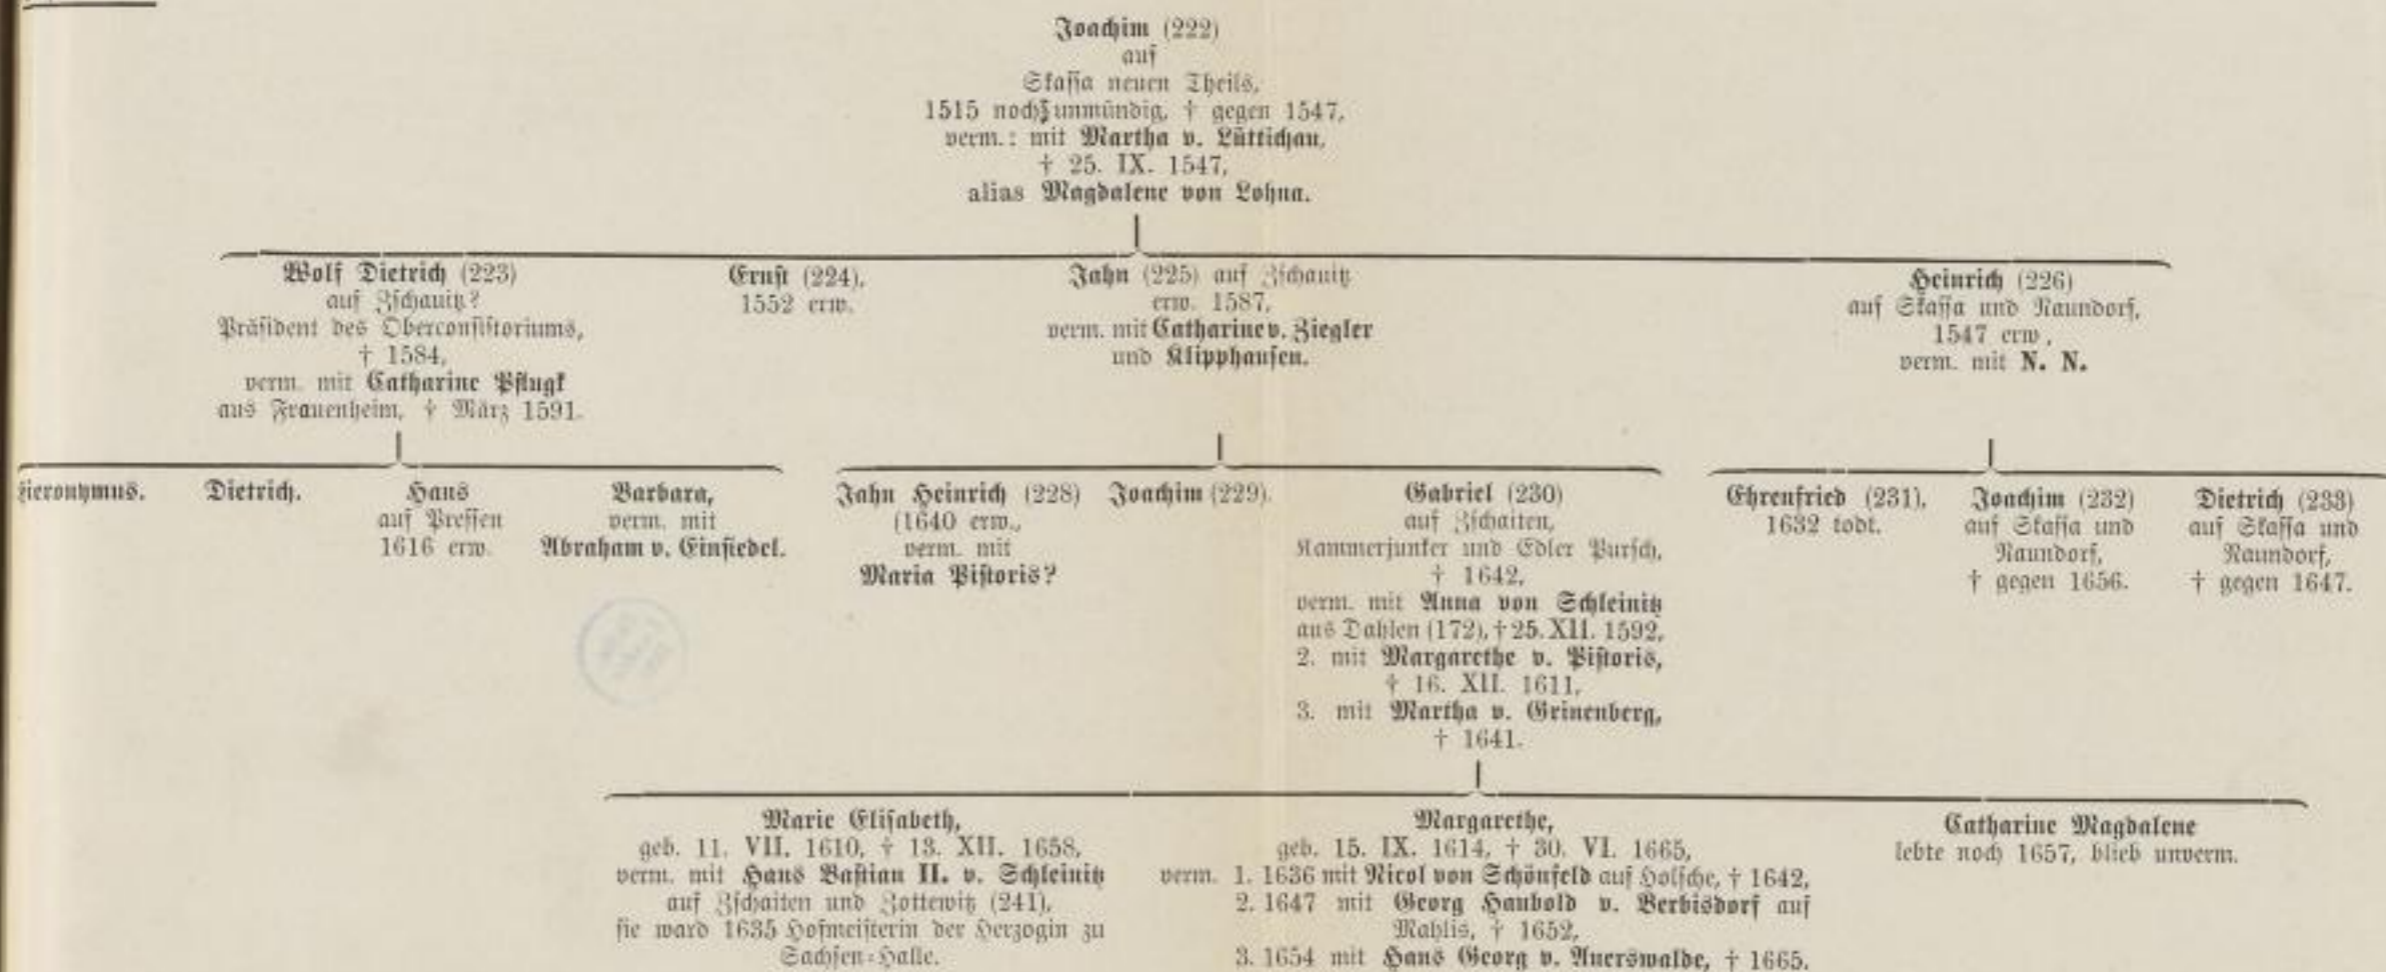 Joachim (222)
auf
Skassa neuen Theils,
1515 noch unmündig, † gegen 1547,
verm.: mit Martha v. Lüttichau,
† 25. IX. 1547,
alias Magdalene von Lohna.
Wolf Dietrich (223)
auf Zschauitz?
Präsident des Oberconsistoriums,
† 1584,
verm. mit Catharine Pflugk
aus Frauenheim, † März 1591.
Ernst (224),
1552 erw.
Jahn (225) auf Zschauitz
erw. 1587,
verm. mit Catharine v. Ziegler
und Klipphausen.
Heinrich (226)
auf Skassa und Naundorf,
1547 erw.,
verm. mit N. N.
Hieronymus.
Dietrich.
Hans
auf Pressen
1616 erw.
Barbara,
verm. mit
Abraham v. Einsiedel.
Jahn Heinrich (228)
(1640 erw.,
verm. mit
Maria Pistoris?
Joachim (229).
Gabriel (230)
auf Zschaiten,
Kammerjunker und Edler Pursch,
† 1642,
verm. mit Anna von Schleinitz
aus Dahlen (172), † 25. XII. 1592,
2. mit Margarethe v. Pistoris,
† 16. XII. 1611,
3. mit Martha v. Grinenberg,
† 1641.
Ehrenfried (231),
1632 todt.
Joachim (232)
auf Skassa und
Naundorf,
† gegen 1656.
Dietrich (233)
auf Skassa und
Naundorf,
† gegen 1647.
Marie Elisabeth,
geb. 11. VII. 1610, † 13. XII. 1658,
verm. mit Hans Bastian II. v. Schleinitz
auf Zschaiten und Zottewitz (241),
sie ward 1635 Hofmeisterin der Herzogin zu
Sachsen-Halle.
Margarethe,
geb. 15. IX. 1614, † 30. VI. 1665,
verm. 1. 1636 mit Nicol von Schönfeld auf Holsche, † 1642,
2. 1647 mit Georg Haubold v. Berbisdorf auf
Mahlis, † 1652,
3. 1654 mit Hans Georg v. Auerswalde, † 1665.
Catharine Magdalene
lebte noch 1657, blieb unverm.